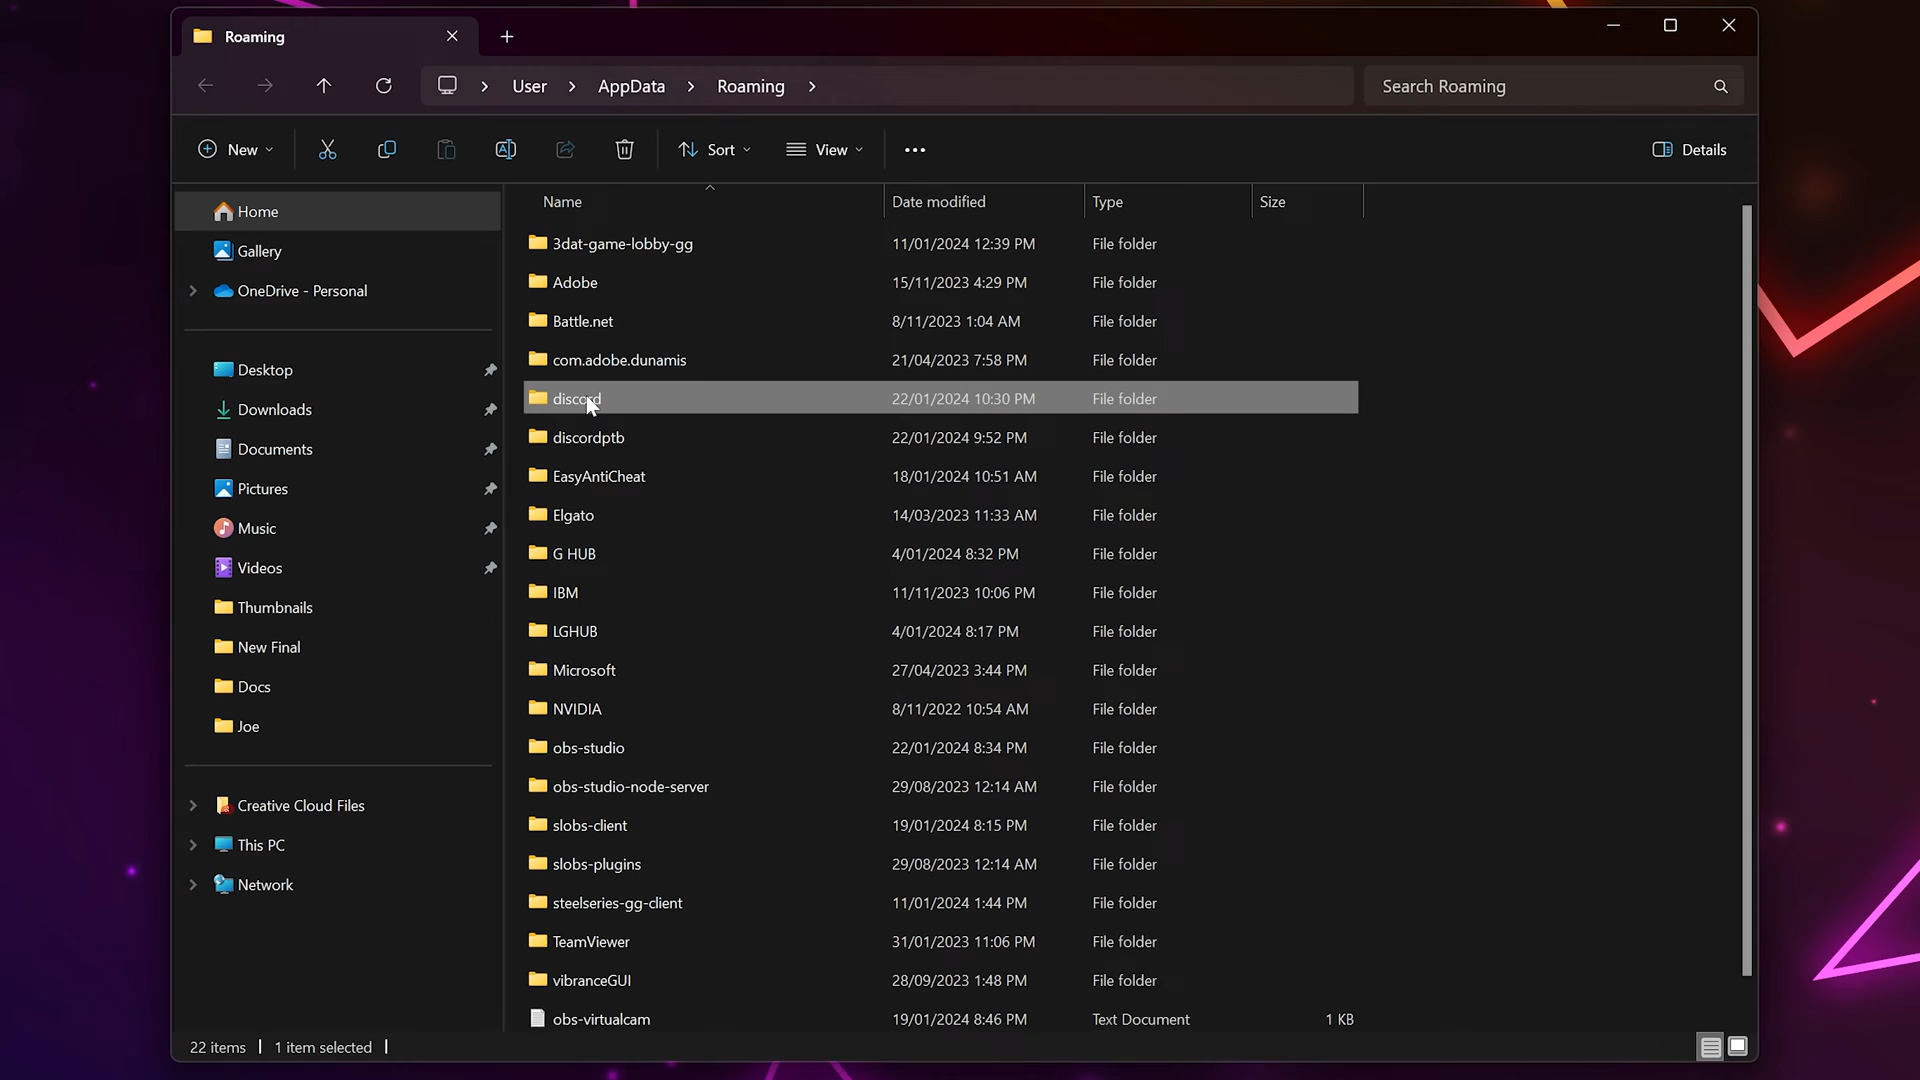 Roaming
User AppData Roaming Search Roaming
New Sort View Details
Home
Gallery
OneDrive - Personal
Desktop
Downloads
Documents
Pictures
Music
Videos
Thumbnails
New Final
Docs
Joe
Creative Cloud Files
This PC
Network
Name Date modified Type Size
3dat-game-lobby-gg 11/01/2024 12:39 PM File folder
Adobe 15/11/2023 4:29 PM File folder
Battle.net 8/11/2023 1:04 AM File folder
com.adobe.dunamis 21/04/2023 7:58 PM File folder
discord 22/01/2024 10:30 PM File folder
discordptb 22/01/2024 9:52 PM File folder
EasyAntiCheat 18/01/2024 10:51 AM File folder
Elgato 14/03/2023 11:33 AM File folder
G HUB 4/01/2024 8:32 PM File folder
IBM 11/11/2023 10:06 PM File folder
LGHUB 4/01/2024 8:17 PM File folder
Microsoft 27/04/2023 3:44 PM File folder
NVIDIA 8/11/2022 10:54 AM File folder
obs-studio 22/01/2024 8:34 PM File folder
obs-studio-node-server 29/08/2023 12:14 AM File folder
slobs-client 19/01/2024 8:15 PM File folder
slobs-plugins 29/08/2023 12:14 AM File folder
steelseries-gg-client 11/01/2024 1:44 PM File folder
TeamViewer 31/01/2023 11:06 PM File folder
vibranceGUI 28/09/2023 1:48 PM File folder
obs-virtualcam 19/01/2024 8:46 PM Text Document 1 KB
22 items 1 item selected